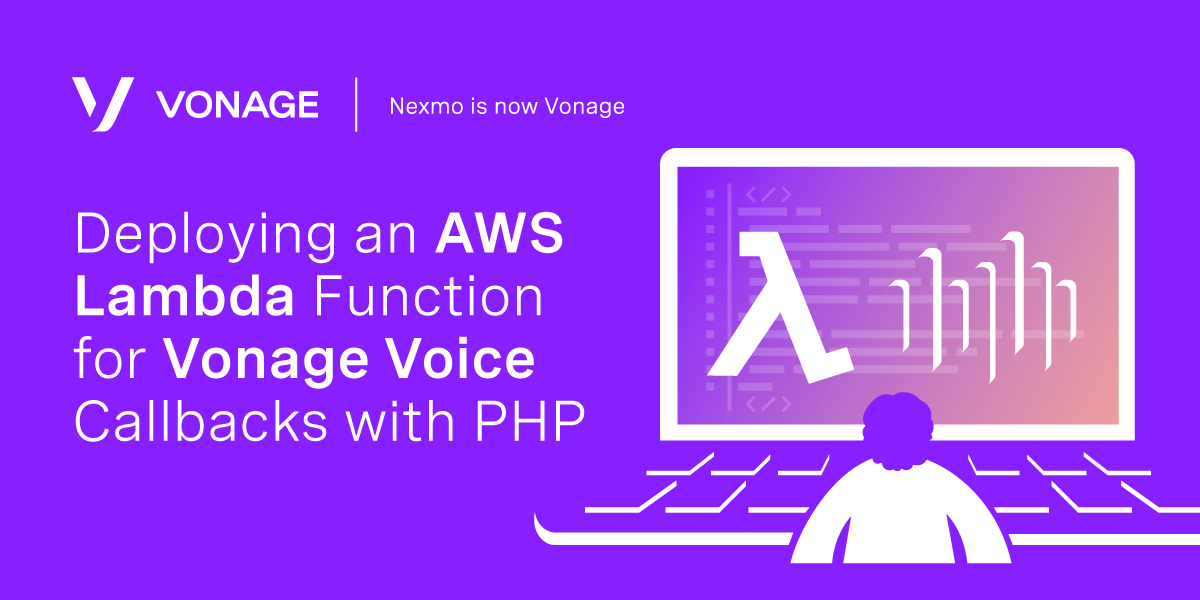 VONAGE
Nexmo is now Vonage
Deploying an AWS
Lambda Function
for Vonage Voice
Callbacks with PHP
</>
λ
</>